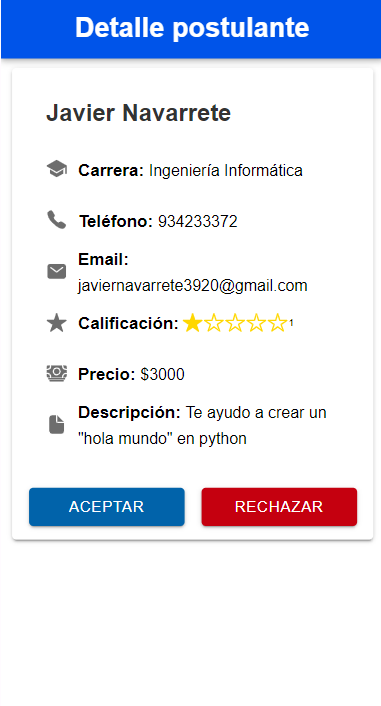 Detalle postulante
Javier Navarrete
Carrera: Ingeniería Informática
Teléfono: 934233372
Email:
javiernavarrete3920@gmail.com
Calificación: 1
Precio: $3000
Descripción: Te ayudo a crear un
"hola mundo" en python
ACEPTAR RECHAZAR